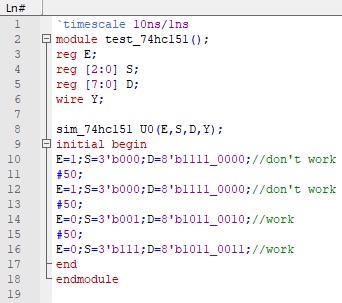 Ln#
1 `timescale 10ns/1ns
2 module test_74hc151();
3 reg E;
4 reg [2:0] S;
5 reg [7:0] D;
6 wire Y;
7
8 sim_74hc151 U0(E,S,D,Y);
9 initial begin
10 E=1;S=3'b000;D=8'b1111_0000;//don't work
11 #50;
12 E=1;S=3'b000;D=8'b1111_0000;//don't work
13 #50;
14 E=0;S=3'b001;D=8'b1011_0010;//work
15 #50;
16 E=0;S=3'b111;D=8'b1011_0011;//work
17 end
18 endmodule
19